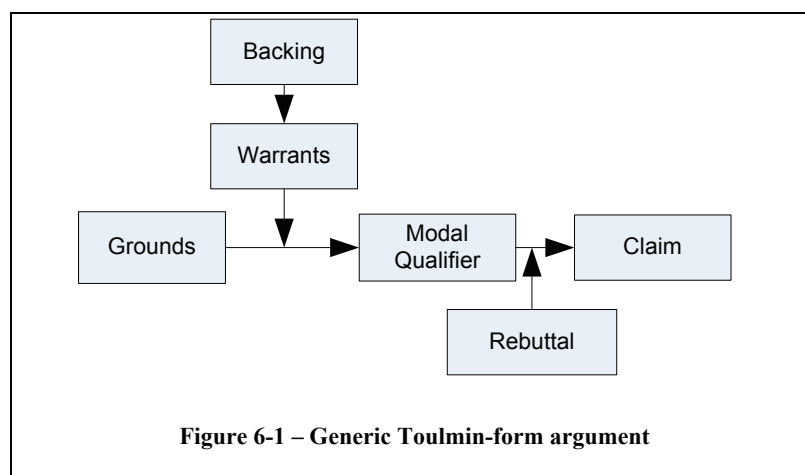 Backing
Warrants
Grounds
Modal
Qualifier
Claim
Rebuttal
Figure 6-1 – Generic Toulmin-form argument